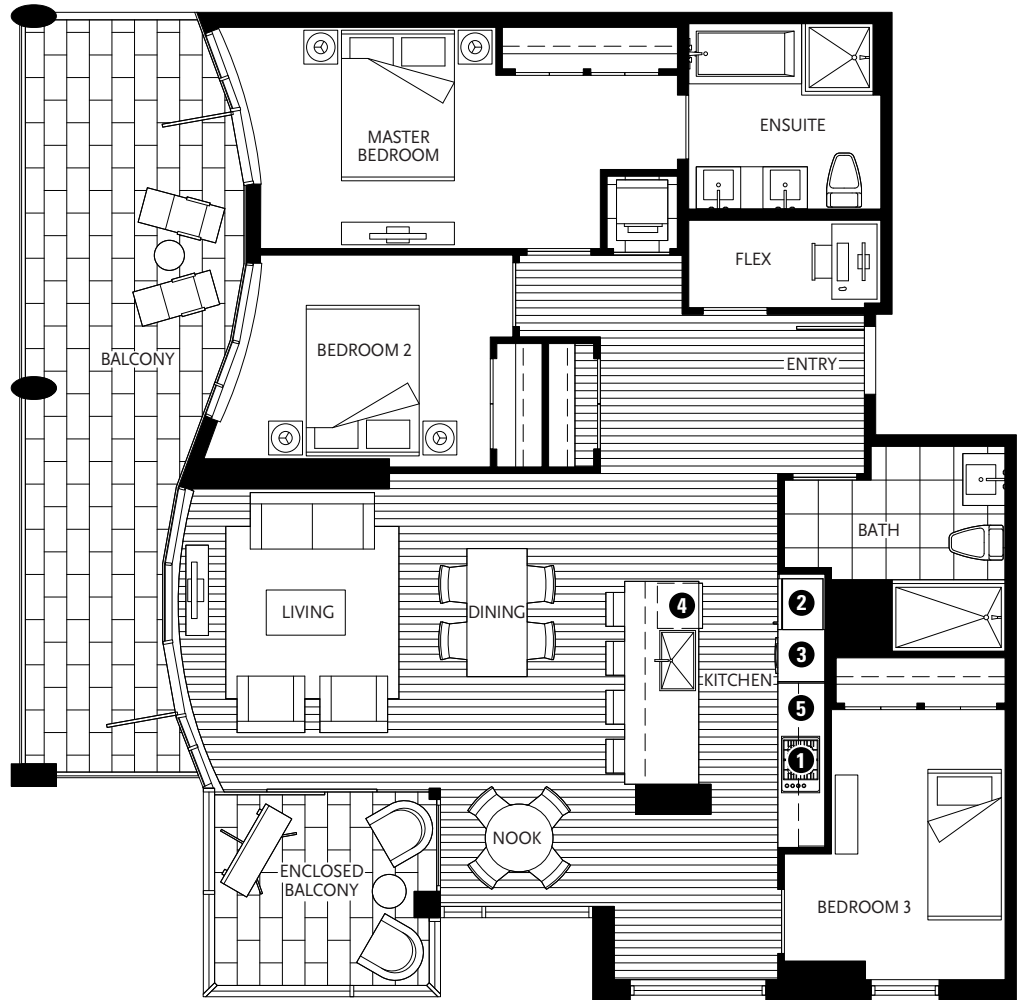 MASTER
BEDROOM
ENSUITE
FLEX
BEDROOM 2
BALCONY
ENTRY
BATH
LIVING
DINING
4
2
3
KITCHEN
5
1
NOOK
ENCLOSED
BALCONY
BEDROOM 3